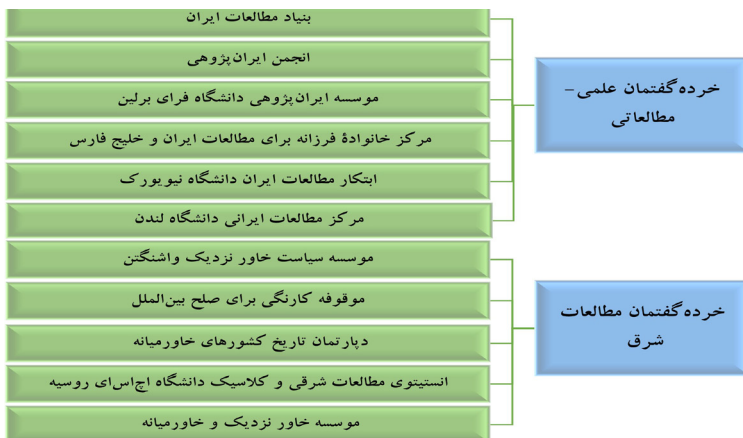 خرده‌گفتمان علمی–
مطالعاتی
بنیاد مطالعات ایران
انجمن ایران‌پژوهی
موسسه ایران‌پژوهی دانشگاه فرای برلین
مرکز خانوادهٔ فرزانه برای مطالعات ایران و خلیج فارس
ابتکار مطالعات ایران دانشگاه نیویورک
مرکز مطالعات ایرانی دانشگاه لندن
خرده‌گفتمان مطالعات
شرق
موسسه سیاست خاور نزدیک واشنگتن
موقوفه کارنگی برای صلح بین‌الملل
دپارتمان تاریخ کشورهای خاورمیانه
انستیتوی مطالعات شرقی و کلاسیک دانشگاه اچ‌اس‌ای روسیه
موسسه خاور نزدیک و خاورمیانه